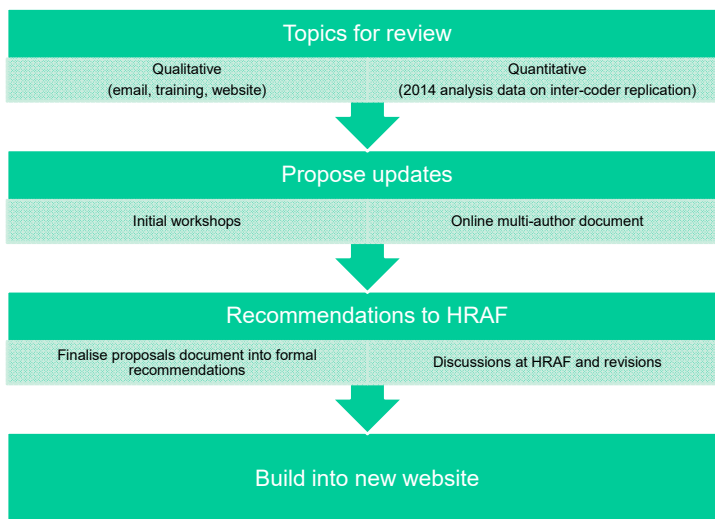 Topics for review
Qualitative
(email, training, website)
Quantitative
(2014 analysis data on inter-coder replication)
Propose updates
Initial workshops
Online multi-author document
Recommendations to HRAF
Finalise proposals document into formal
recommendations
Discussions at HRAF and revisions
Build into new website